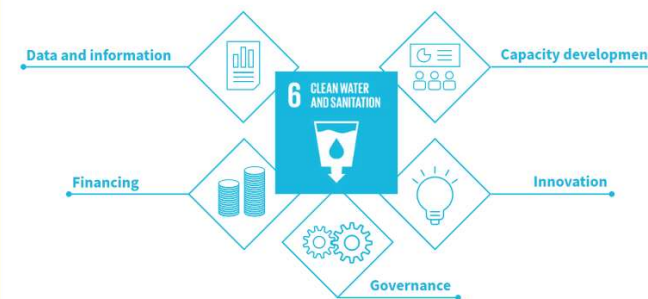 Data and information
Capacity developmen
6 CLEAN WATER
AND SANITATION
Financing
Innovation
Governance